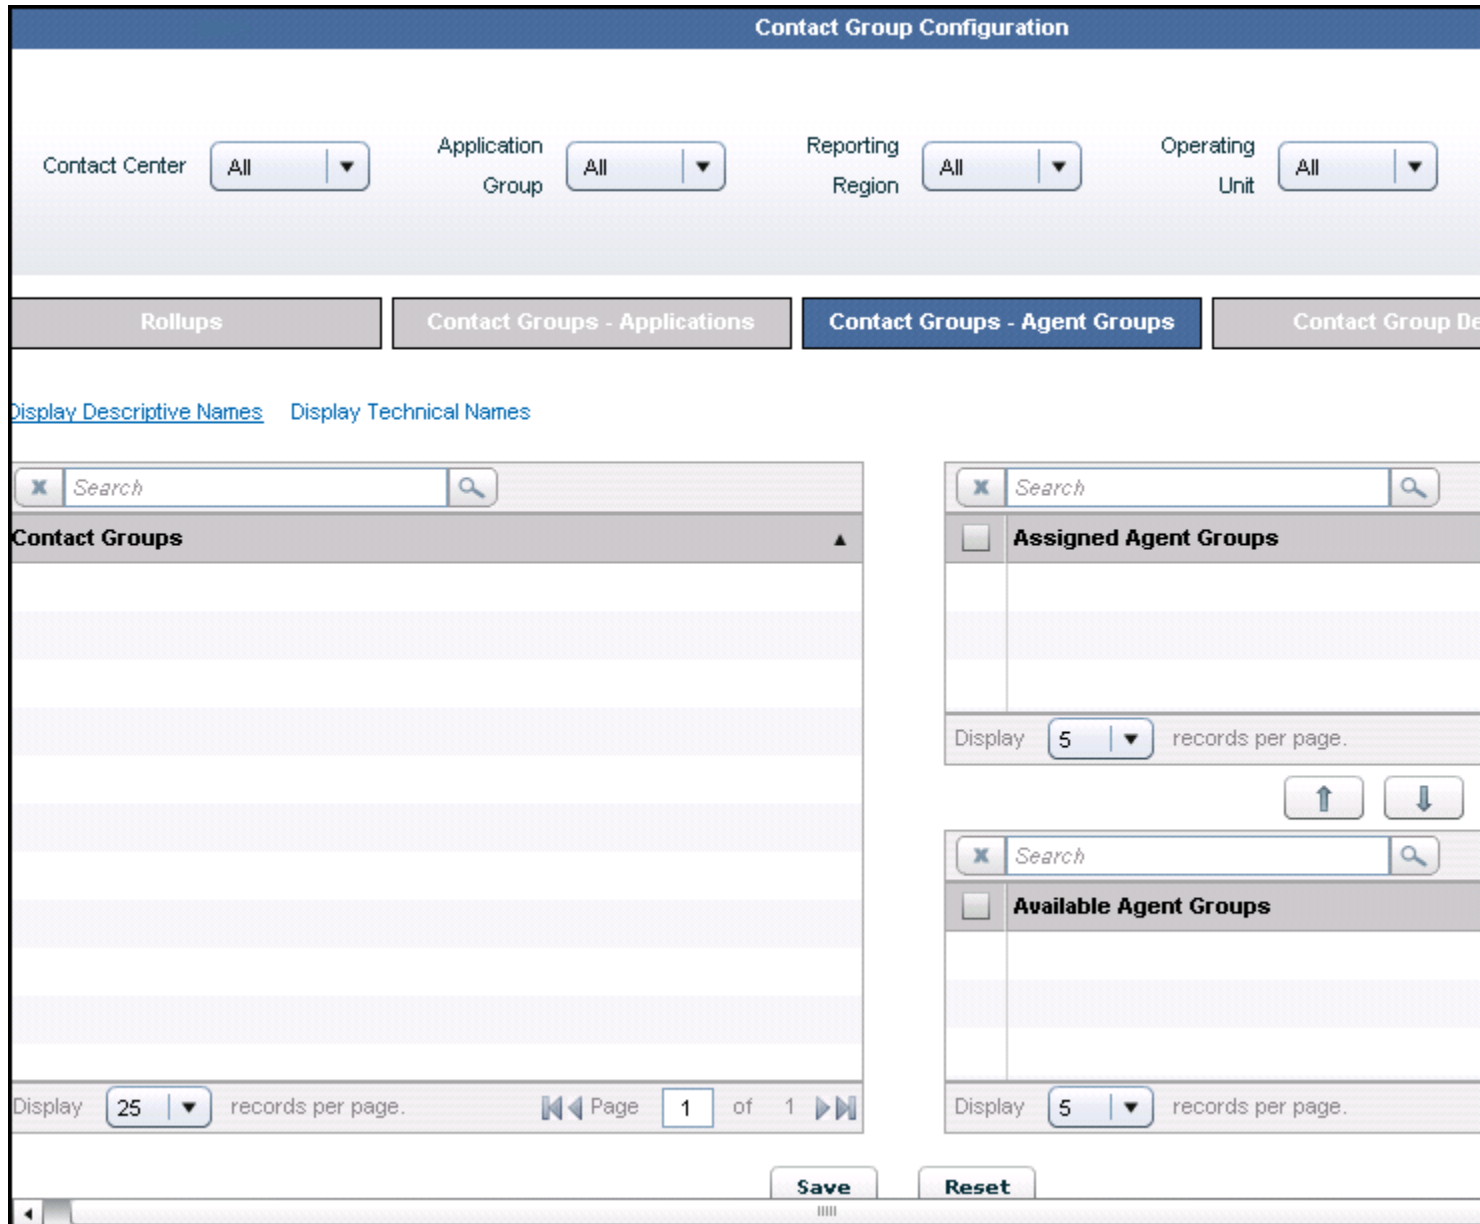 Contact Group Configuration
Contact Center All
Application Group All
Reporting Region All
Operating Unit All
Rollups
Contact Groups - Applications
Contact Groups - Agent Groups
Contact Group De
Display Descriptive Names Display Technical Names
Search
Contact Groups
Display 25 records per page. Page 1 of 1
Search
Assigned Agent Groups
Display 5 records per page.
Search
Available Agent Groups
Display 5 records per page.
Save Reset